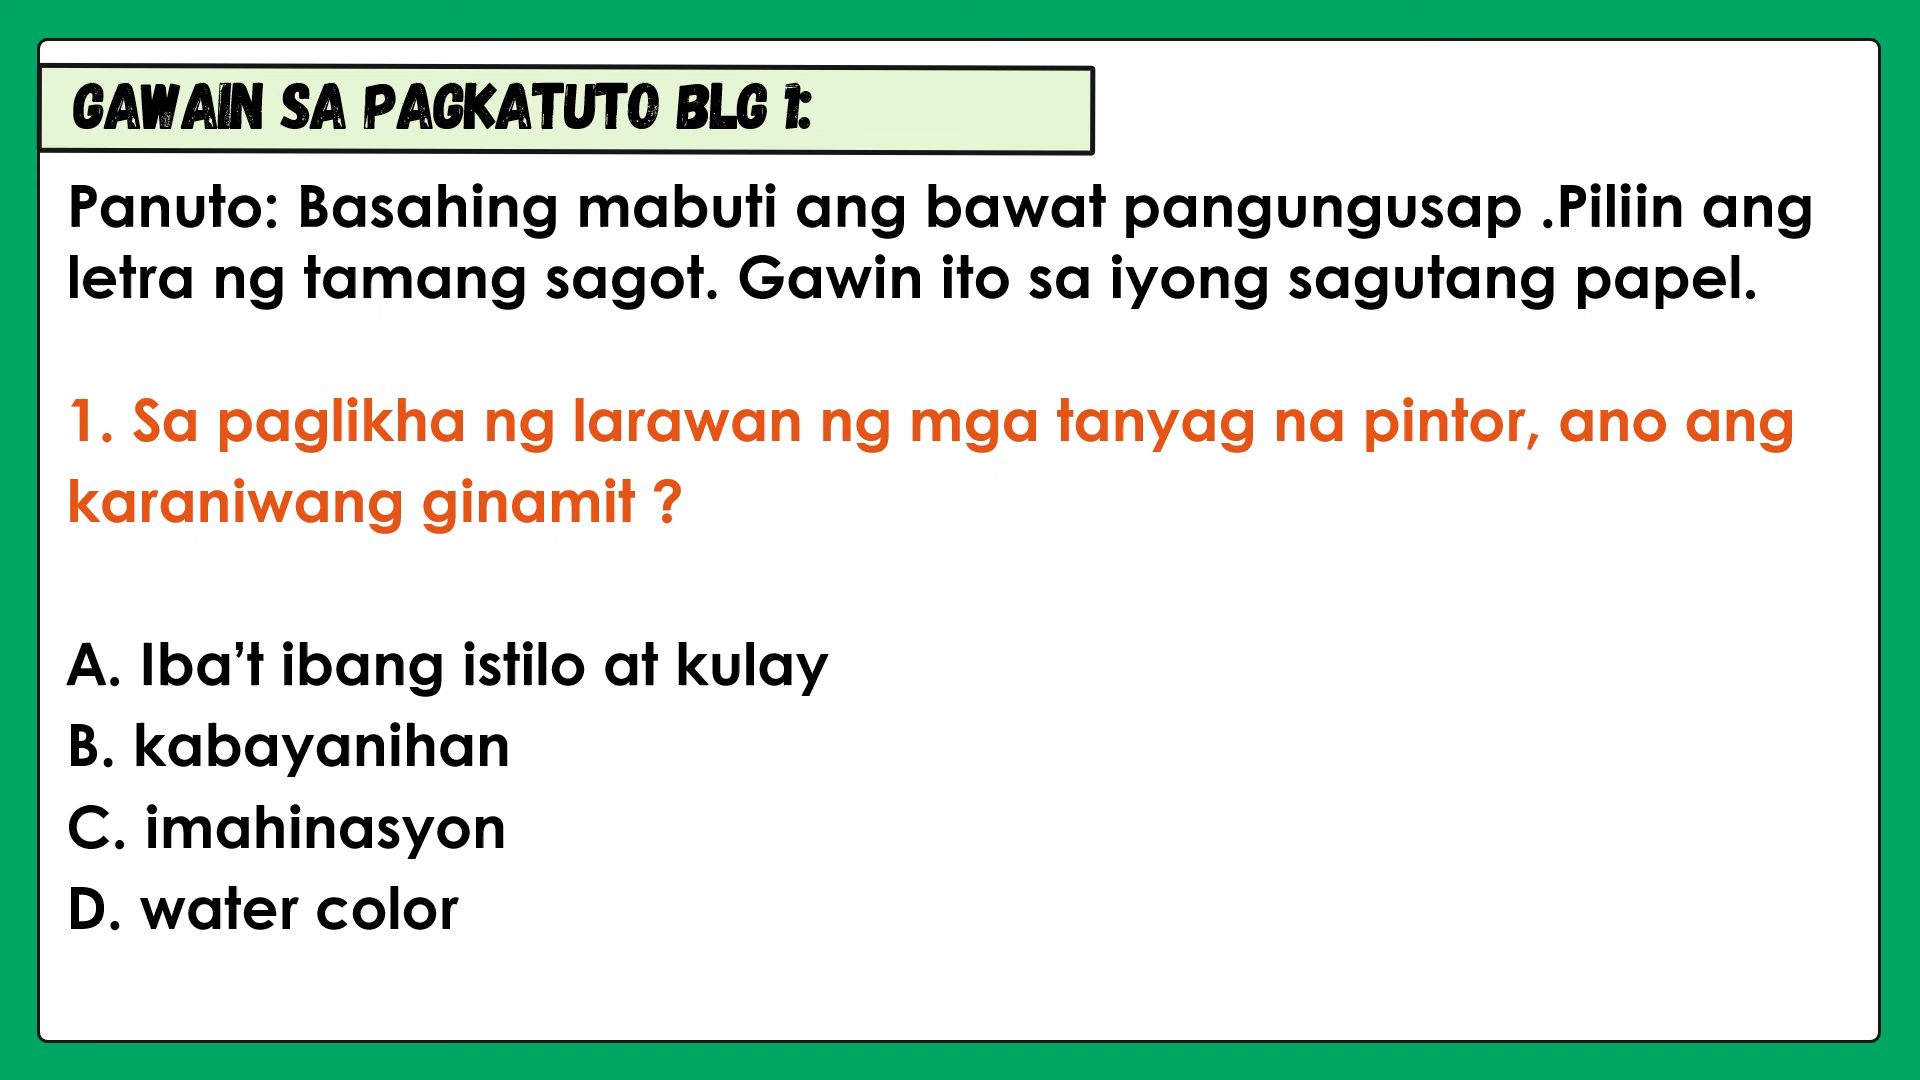 GAWAIN SA PAGKATUTO BLG 1:
Panuto: Basahing mabuti ang bawat pangungusap .Piliin ang
letra ng tamang sagot. Gawin ito sa iyong sagutang papel.
1. Sa paglikha ng larawan ng mga tanyag na pintor, ano ang
karaniwang ginamit ?
A. Iba’t ibang istilo at kulay
B. kabayanihan
C. imahinasyon
D. water color